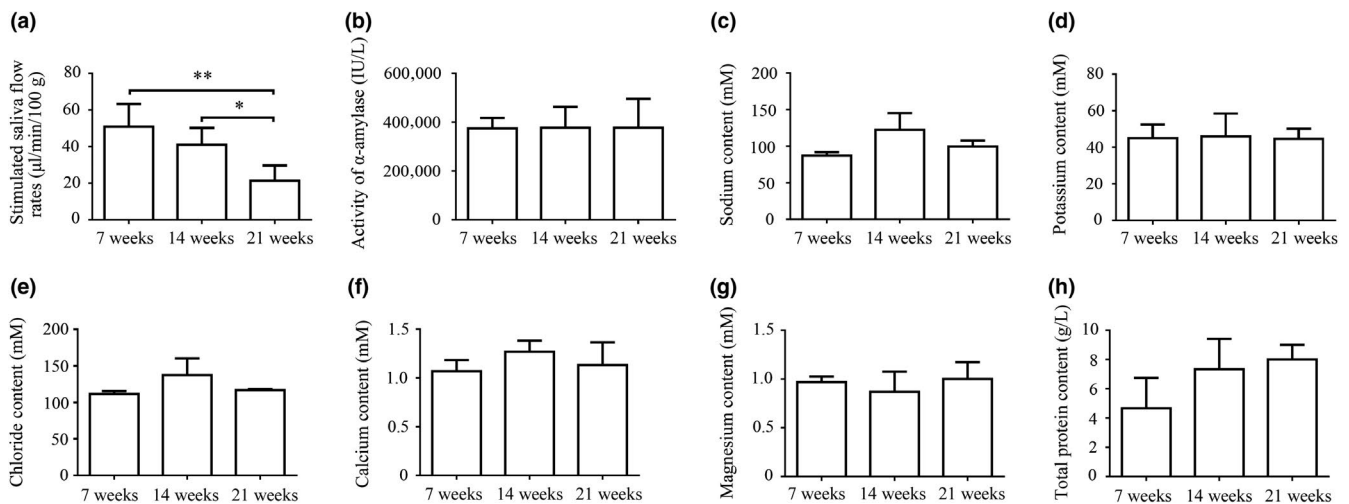 (a)
Stimulated saliva flow
rates (μl/min/100 g)
80
60
40
20
0
**
*
7 weeks 14 weeks 21 weeks
(b)
Activity of α-amylase (IU/L)
600,000
400,000
200,000
0
7 weeks 14 weeks 21 weeks
(c)
Sodium content (mM)
200
150
100
50
0
7 weeks 14 weeks 21 weeks
(d)
Potassium content (mM)
80
60
40
20
0
7 weeks 14 weeks 21 weeks
(e)
Chloride content (mM)
200
150
100
50
0
7 weeks 14 weeks 21 weeks
(f)
Calcium content (mM)
1.5
1.0
0.5
0
7 weeks 14 weeks 21 weeks
(g)
Magnesium content (mM)
1.5
1.0
0.5
0
7 weeks 14 weeks 21 weeks
(h)
Total protein content (g/L)
10
8
6
4
2
0
7 weeks 14 weeks 21 weeks